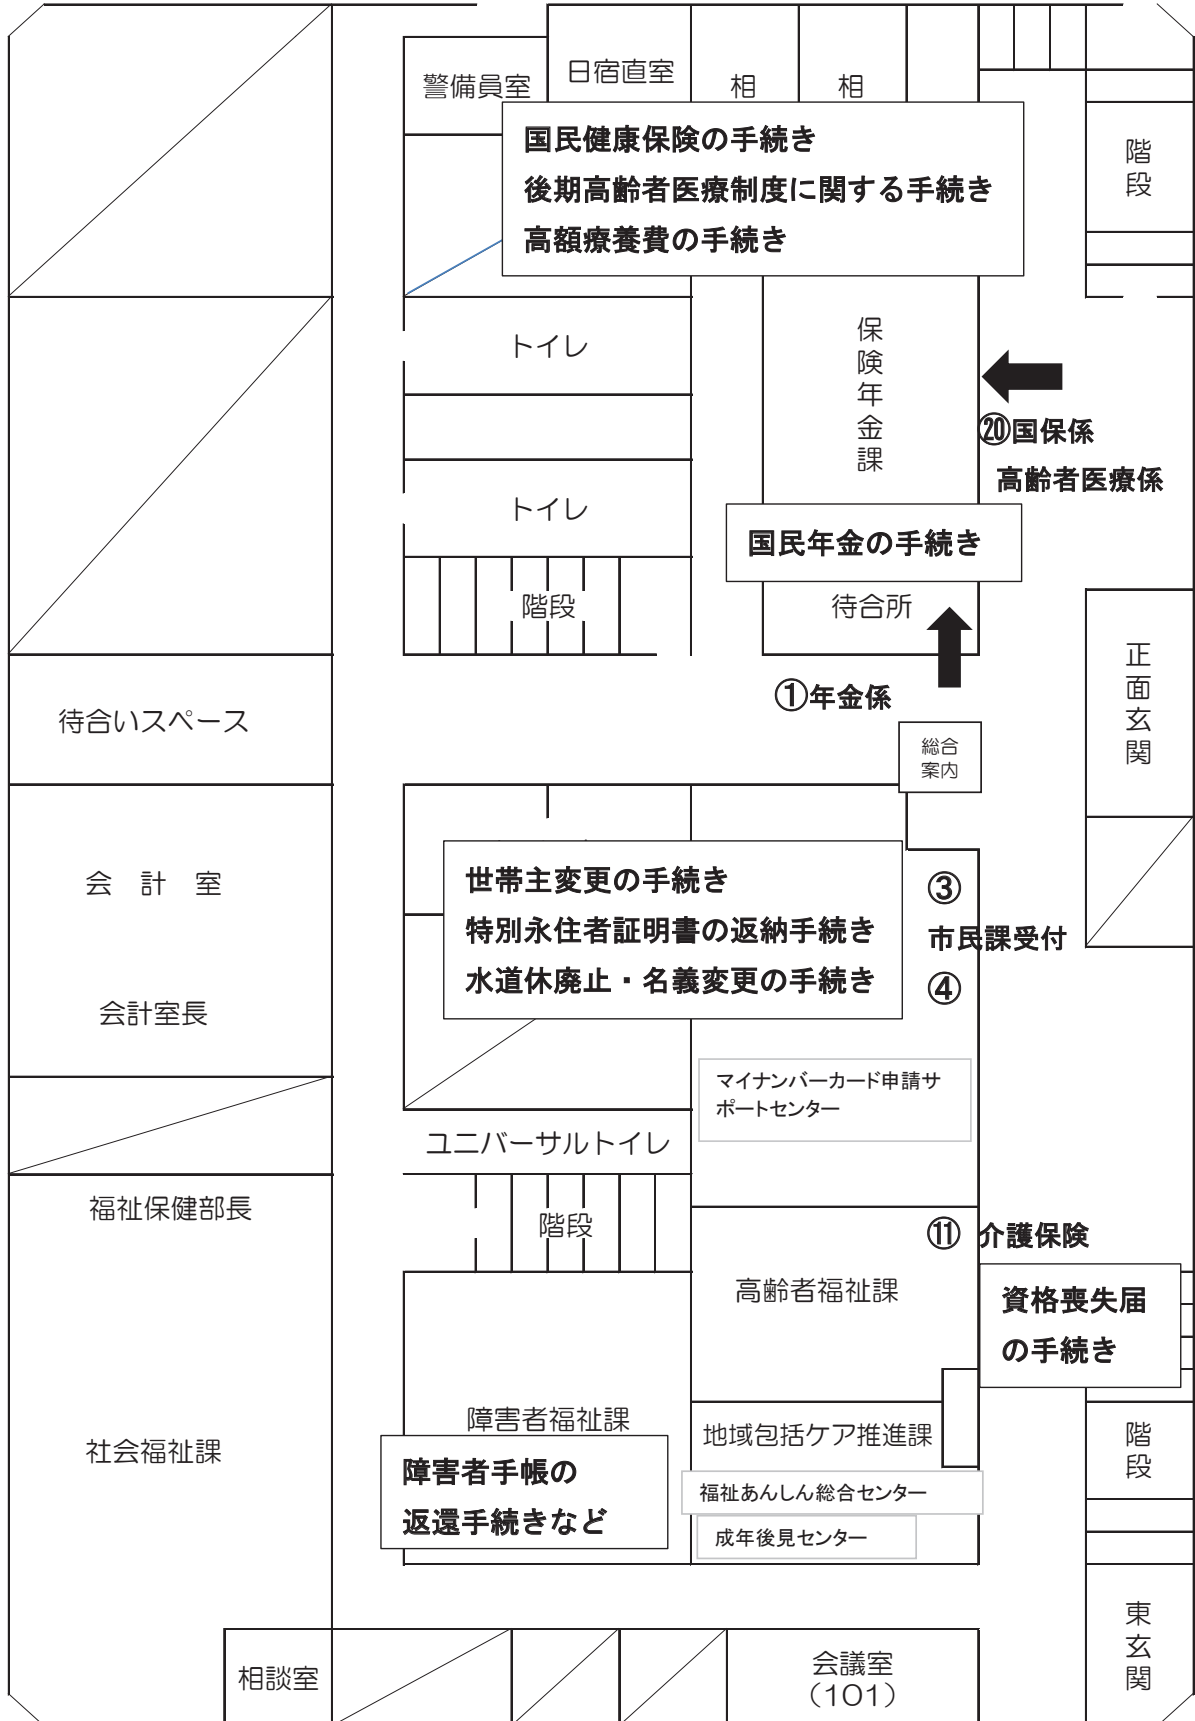 警備員室
日宿直室
相
相
国民健康保険の手続き
後期高齢者医療制度に関する手続き
高額療養費の手続き
階段
トイレ
保険年金課
⑳国保係
高齢者医療係
トイレ
国民年金の手続き
階段
待合所
正面玄関
①年金係
待合いスペース
総合
案内
会計室
世帯主変更の手続き
特別永住者証明書の返納手続き
水道休廃止・名義変更の手続き
③
市民課受付
④
会計室長
マイナンバーカード申請サ
ポートセンター
ユニバーサルトイレ
福祉保健部長
階段
⑪ 介護保険
高齢者福祉課
資格喪失届
の手続き
障害者福祉課
社会福祉課
地域包括ケア推進課
階段
障害者手帳の
返還手続きなど
福祉あんしん総合センター
成年後見センター
東玄関
相談室
会議室
（101）